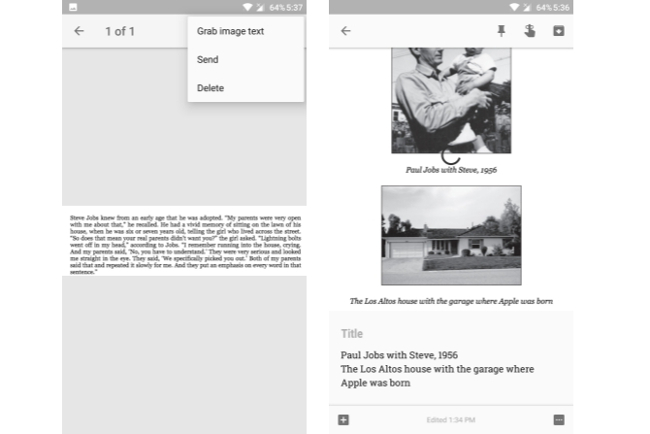 64% 5:37
1 of 1
Grab image text
Send
Delete
Steve Jobs knew from an early age that he was adopted. "My parents were very open
with me about that," he recalled. He had a vivid memory of sitting on the lawn of his
house, when he was six or seven years old, telling the girl who lived across the street.
"So does that mean your real parents didn't want you?" the girl asked. "Lightning bolts
went off in my head," according to Jobs. "I remember running into the house, crying.
And my parents said, 'No, you have to understand.' They were very serious and looked
me straight in the eye. They said, 'We specifically picked you out.' Both of my parents
said that and repeated it slowly for me. And they put an emphasis on every word in that
sentence."
64% 5:36
Paul Jobs with Steve, 1956
The Los Altos house with the garage where Apple was born
Title
Paul Jobs with Steve, 1956
The Los Altos house with the garage where
Apple was born
Edited 1:34 PM